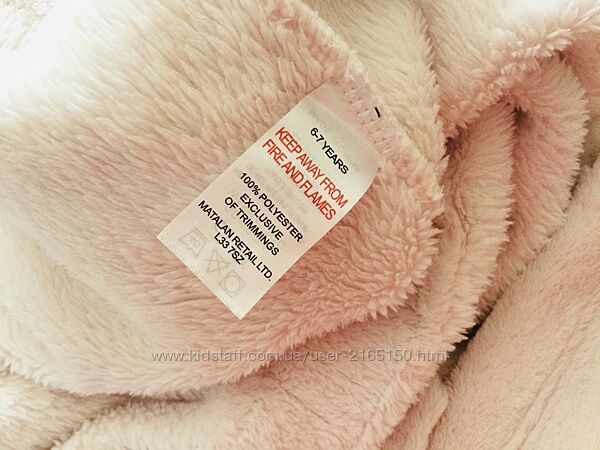 6-7 YEARS
KEEP AWAY FROM
FIRE AND FLAMES
100% POLYESTER
EXCLUSIVE
OF TRIMMINGS
MATALAN RETAIL LTD.
L33 7SZ
www.kidstaff.com.ua/user-2165150.html